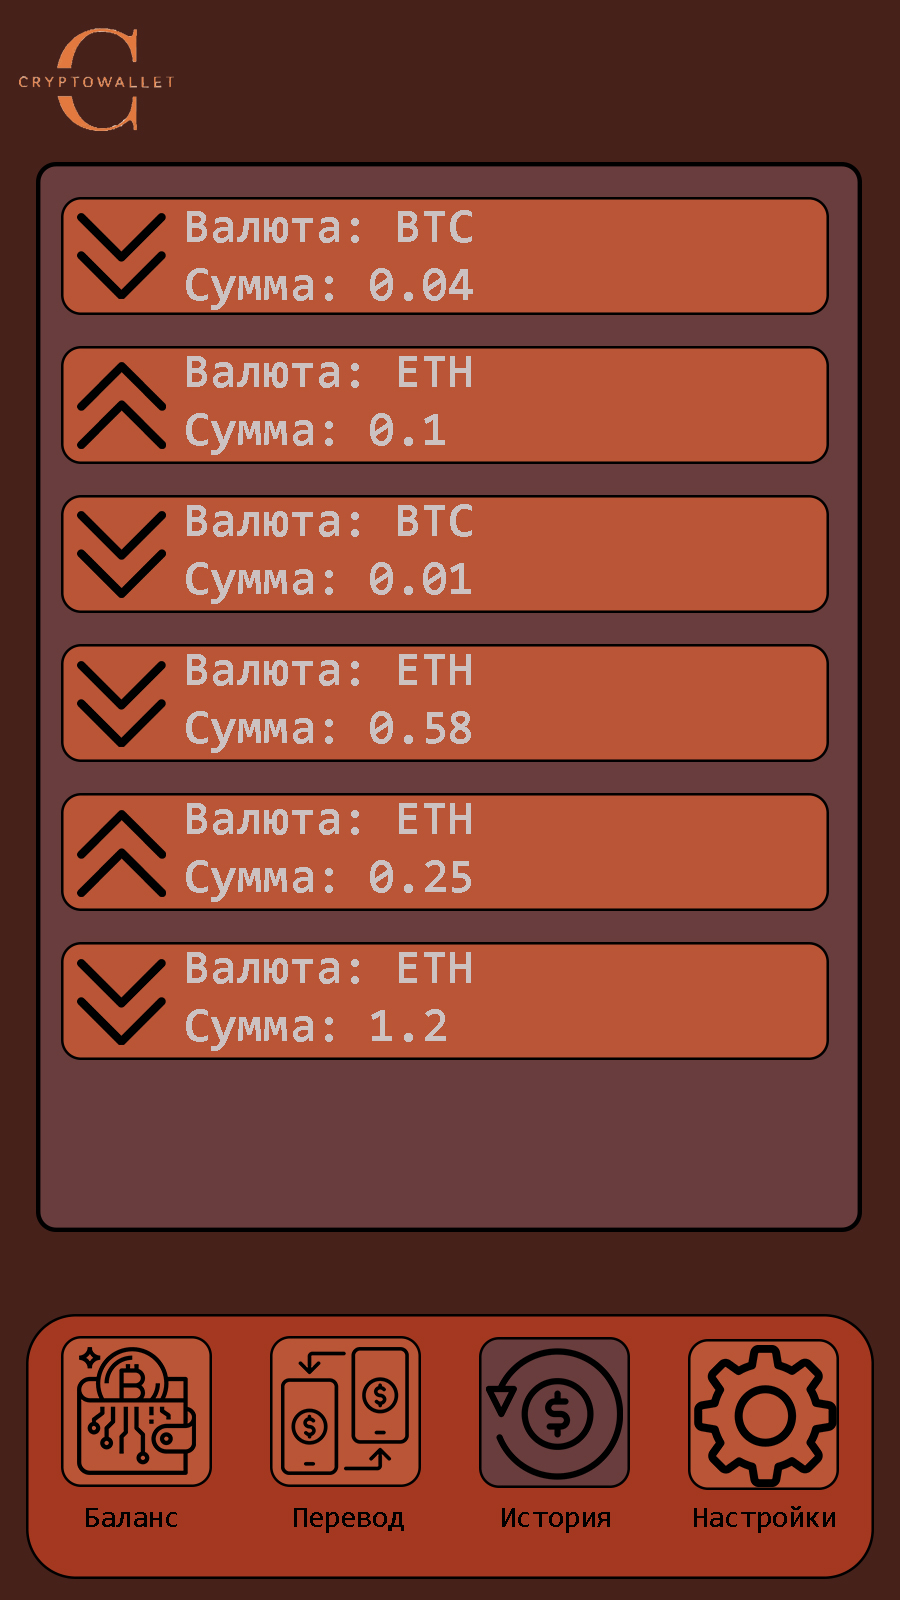 CRYPTOWALLET
Валюта: BTC
Сумма: 0.04
Валюта: ETH
Сумма: 0.1
Валюта: BTC
Сумма: 0.01
Валюта: ETH
Сумма: 0.58
Валюта: ETH
Сумма: 0.25
Валюта: ETH
Сумма: 1.2
Баланс Перевод История Настройки